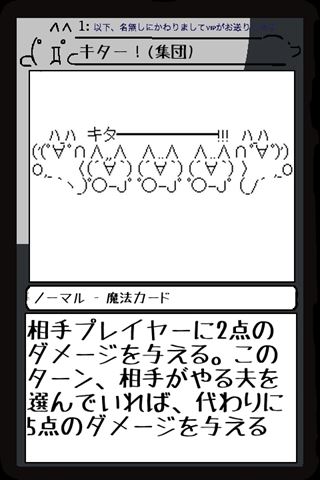 1: 以下、名無しにかわりましてVIPがお送りします
キター！(集団)
キタ━━━━━━━━!!!
ノーマル - 魔法カード
相手プレイヤーに2点の
ダメージを与える。この
ターン、相手がやる夫を
選んでいれば、代わりに
5点のダメージを与える